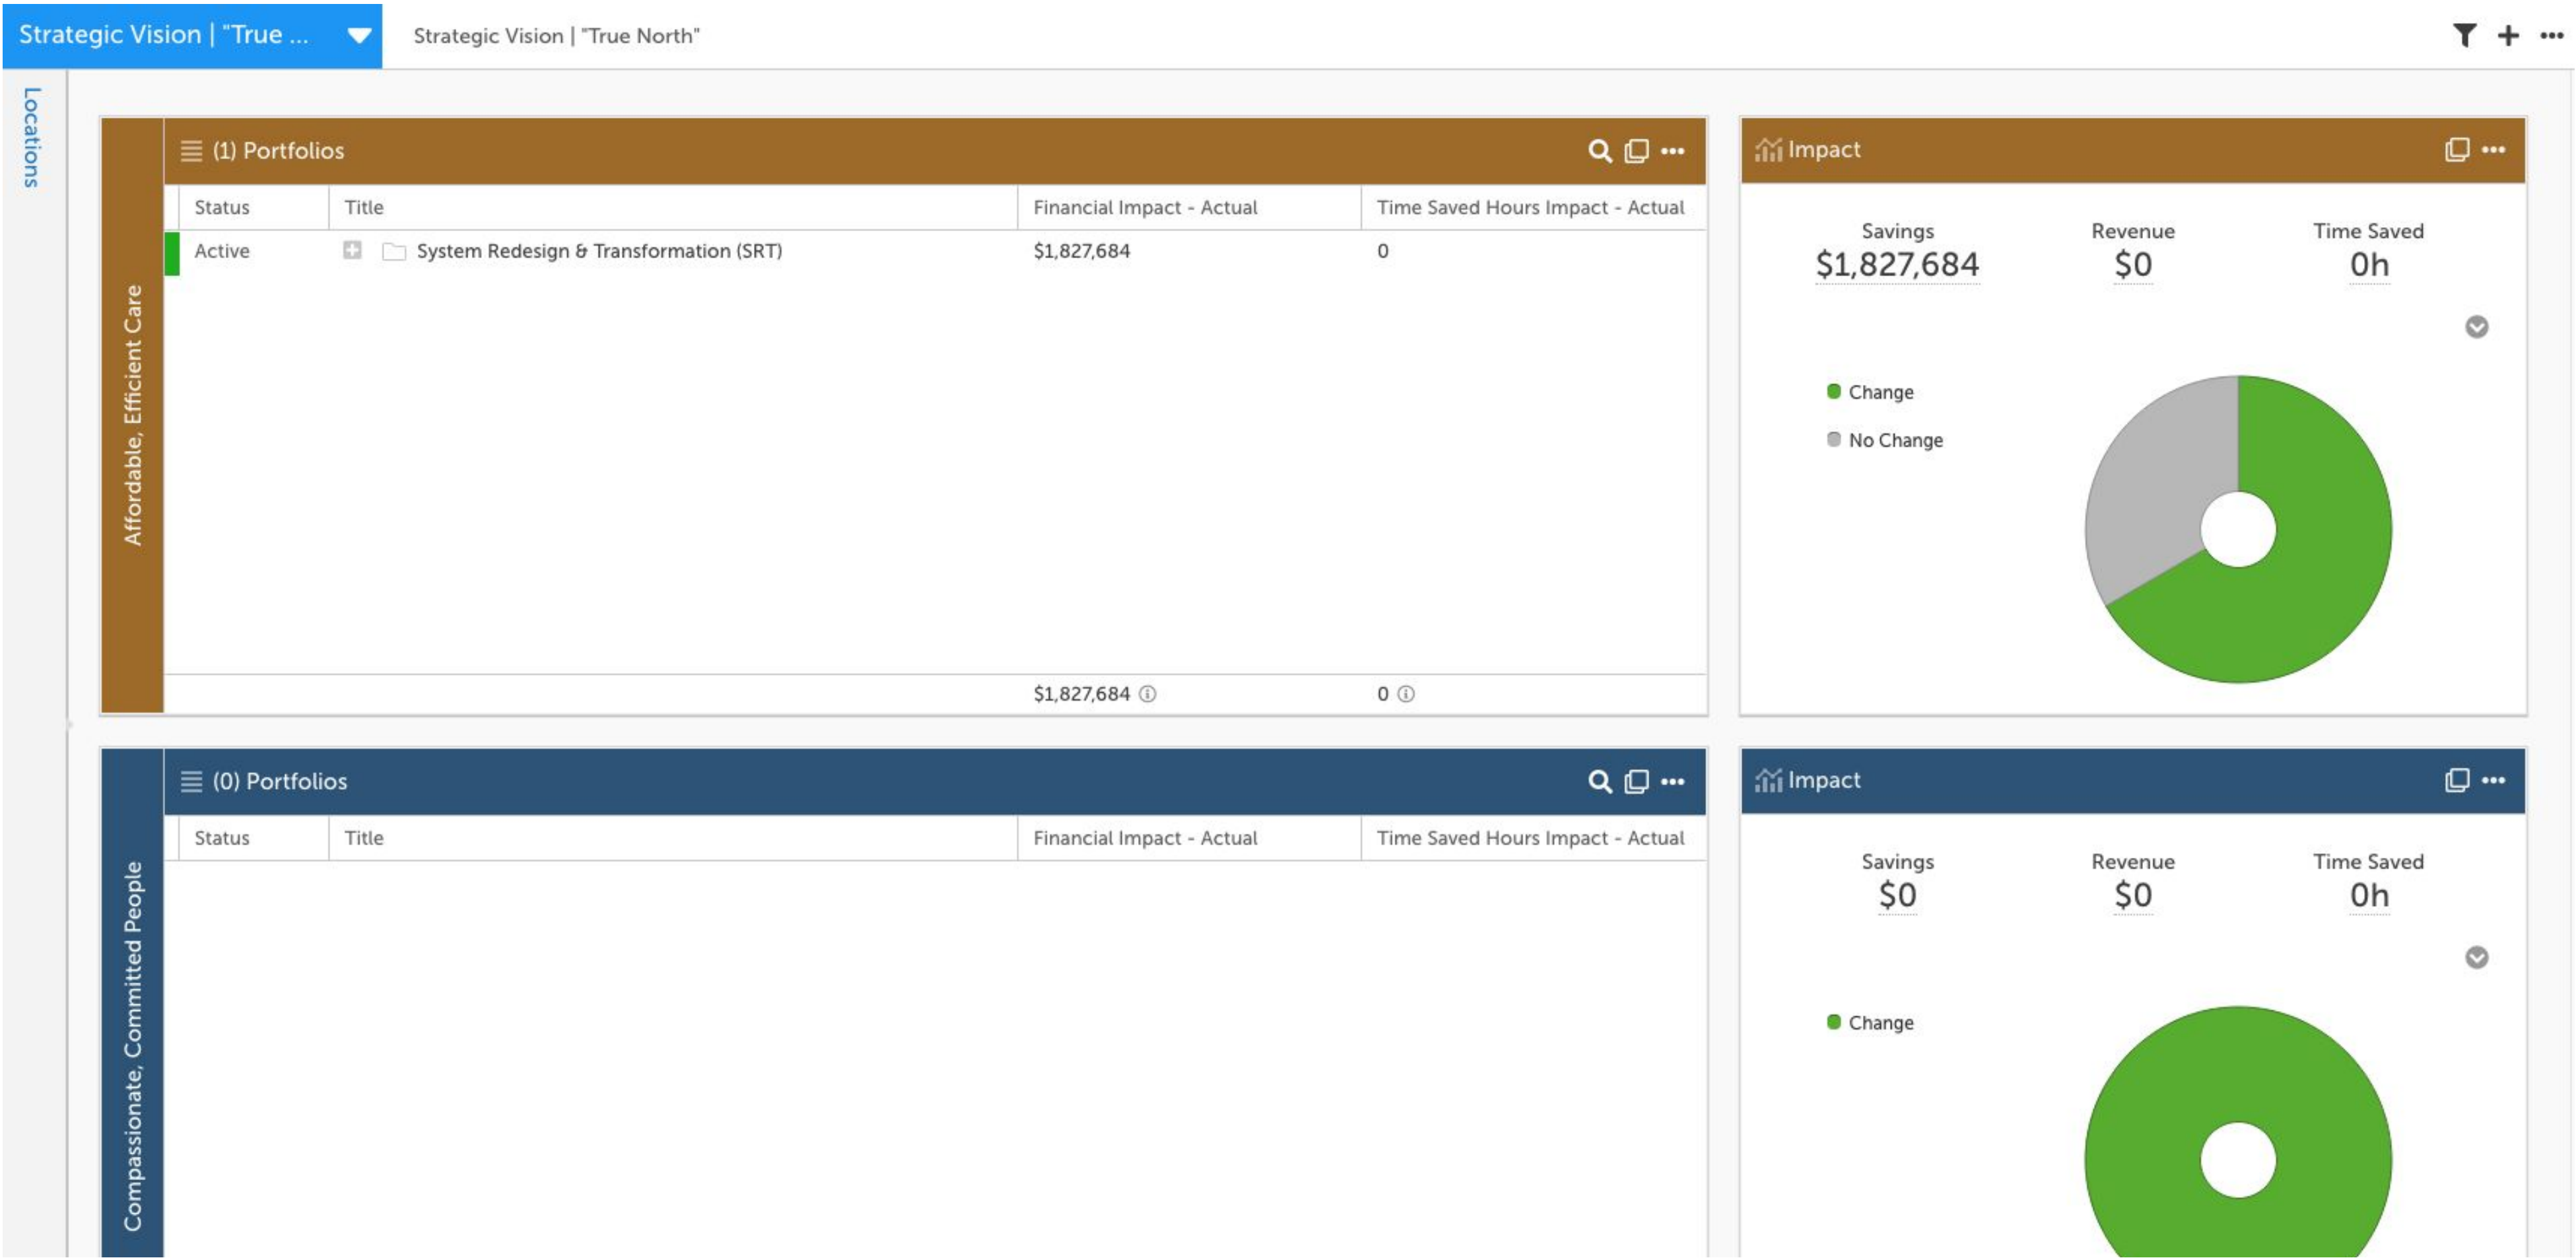 Strategic Vision | "True ...
Strategic Vision | "True North"
Locations
Affordable, Efficient Care
(1) Portfolios
Status Title Financial Impact - Actual Time Saved Hours Impact - Actual
Active System Redesign & Transformation (SRT) $1,827,684 0
$1,827,684 0
Impact
Savings Revenue Time Saved
$1,827,684 $0 0h
Change
No Change
Compassionate, Committed People
(0) Portfolios
Status Title Financial Impact - Actual Time Saved Hours Impact - Actual
Impact
Savings Revenue Time Saved
$0 $0 0h
Change